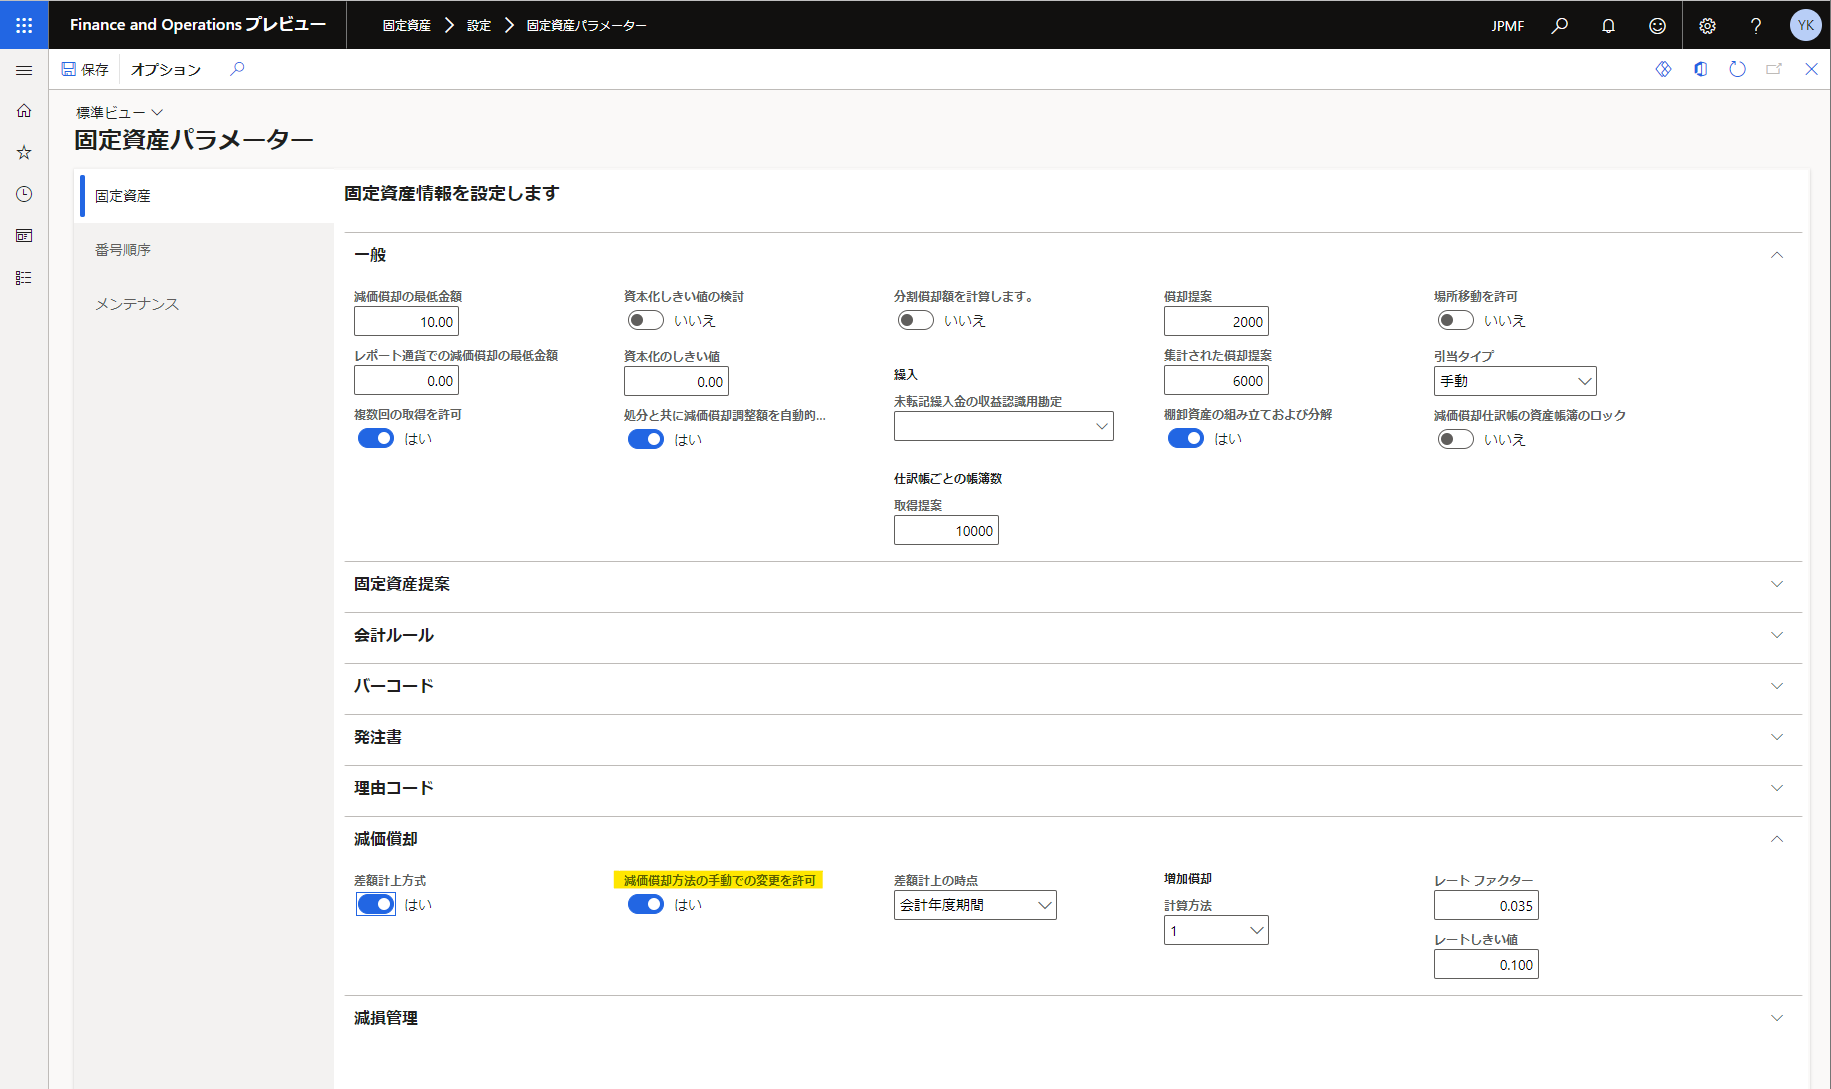 Finance and Operations プレビュー
固定資産 > 設定 > 固定資産パラメーター
JPMF
YK
保存
オプション
標準ビュー
固定資産パラメーター
固定資産
番号順序
メンテナンス
固定資産情報を設定します
一般
減価償却の最低金額
10.00
レポート通貨での減価償却の最低金額
0.00
複数回の取得を許可
はい
資本化しきい値の検討
いいえ
資本化のしきい値
0.00
処分と共に減価償却調整額を自動的...
はい
分割償却額を計算します。
いいえ
繰入
未転記繰入金の収益認識用勘定
仕訳帳ごとの帳簿数
取得提案
10000
償却提案
2000
集計された償却提案
6000
棚卸資産の組み立ておよび分解
はい
場所移動を許可
いいえ
引当タイプ
手動
減価償却仕訳帳の資産帳簿のロック
いいえ
固定資産提案
会計ルール
バーコード
発注書
理由コード
減価償却
差額計上方式
はい
減価償却方法の手動での変更を許可
はい
差額計上の時点
会計年度期間
増加償却
計算方法
1
レート ファクター
0.035
レートしきい値
0.100
減損管理